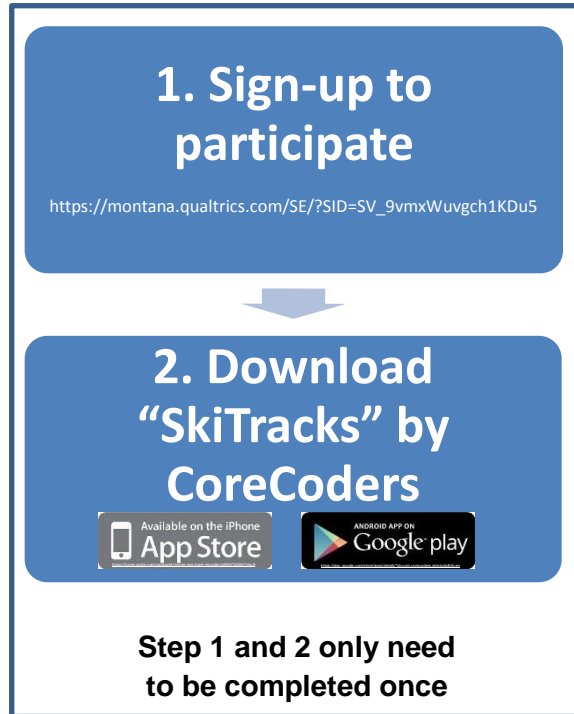 1. Sign-up to
participate
https://montana.qualtrics.com/SE/?SID=SV_9vmxWuvgch1KDu5
2. Download
“SkiTracks” by
CoreCoders
Available on the iPhone
App Store
ANDROID APP ON
Google play
Step 1 and 2 only need
to be completed once